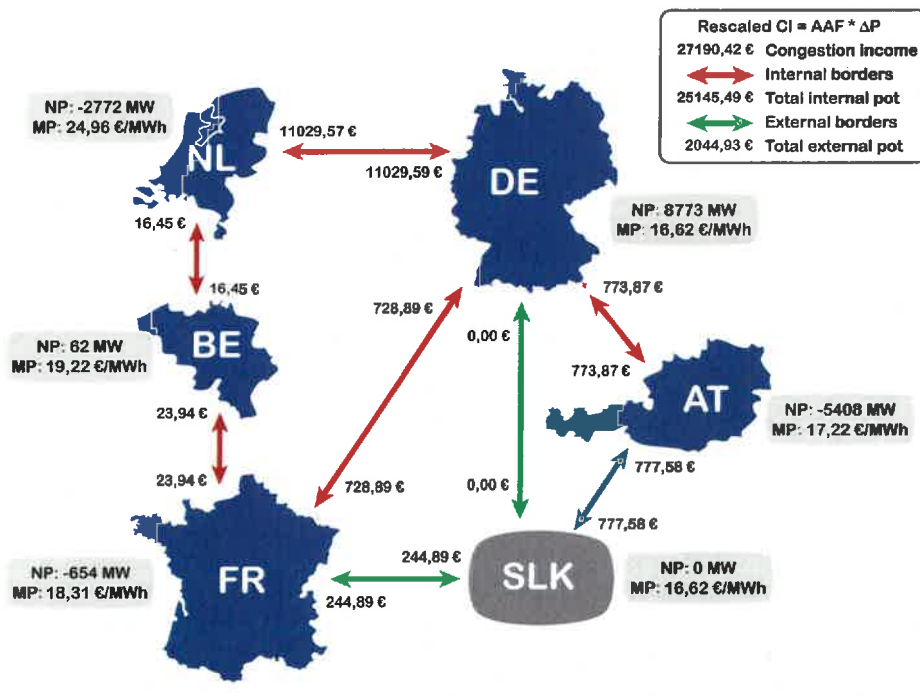 Rescaled CI = AAF * ΔP
27190,42 € Congestion income
Internal borders
25145,49 € Total internal pot
External borders
2044,93 € Total external pot
NP: -2772 MW
MP: 24,96 €/MWh
NL
11029,57 €
11029,59 €
DE
NP: 8773 MW
MP: 16,62 €/MWh
16,45 €
16,45 €
728,89 €
0,00 €
773,87 €
NP: 62 MW
MP: 19,22 €/MWh
BE
773,87 €
AT
NP: -5408 MW
MP: 17,22 €/MWh
23,94 €
23,94 €
728,89 €
0,00 €
777,58 €
777,58 €
NP: -654 MW
MP: 18,31 €/MWh
FR
244,89 €
244,89 €
SLK
NP: 0 MW
MP: 16,62 €/MWh